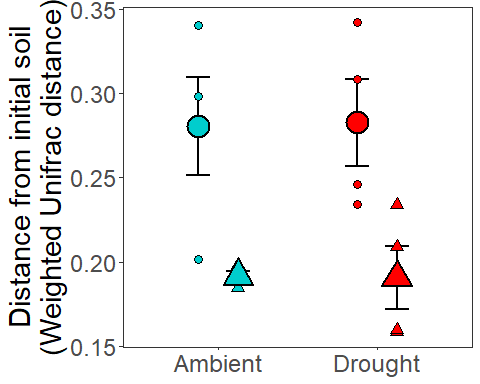 Distance from initial soil
(Weighted Unifrac distance)
0.35
0.30
0.25
0.20
0.15
Ambient
Drought